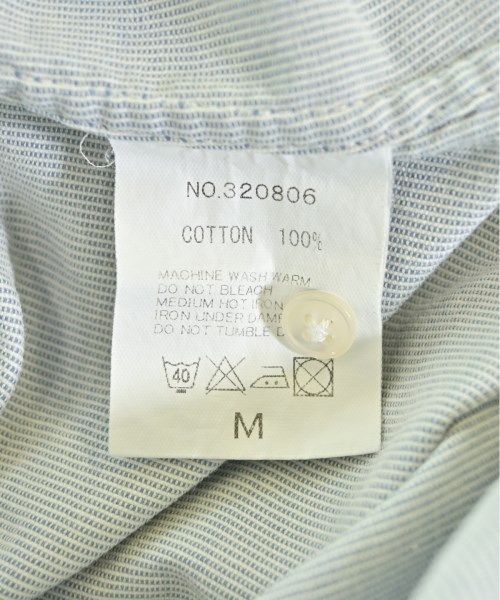 NO.320806
COTTON 100%
MACHINE WASH WARM
DO NOT BLEACH
MEDIUM HOT IRON
IRON UNDER
DO NOT TUMBLE
40
M